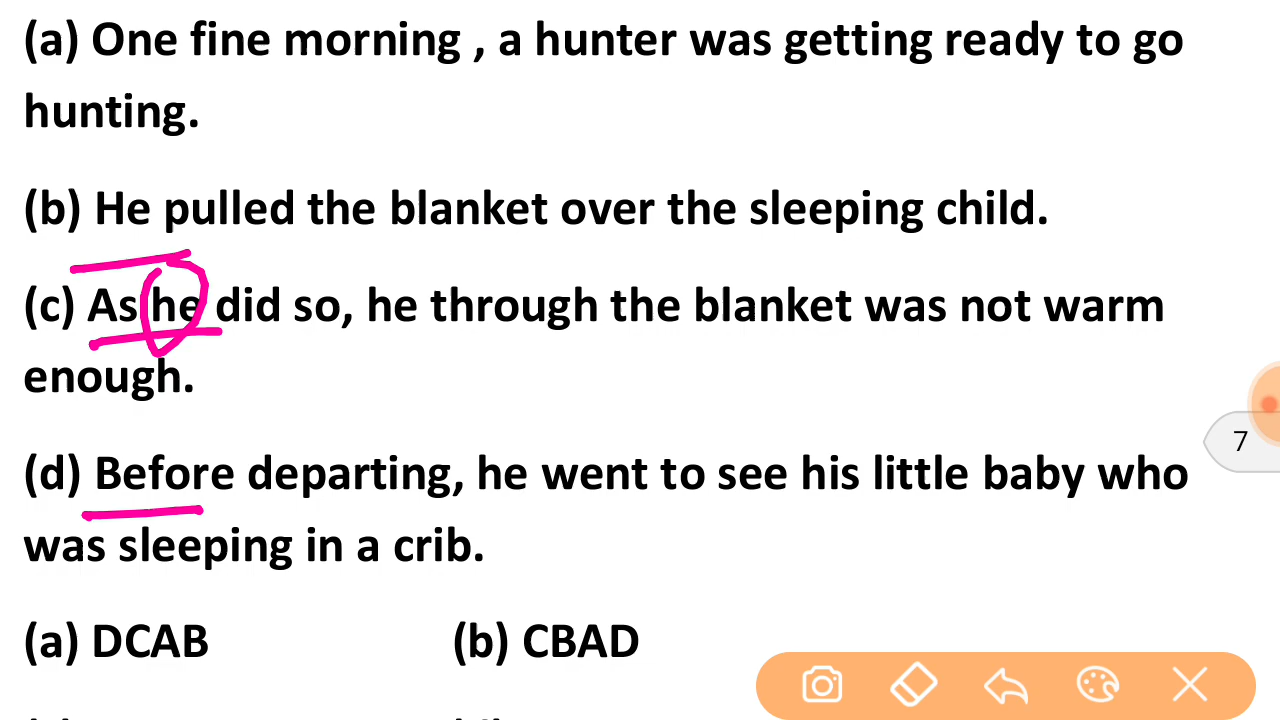 (a) One fine morning , a hunter was getting ready to go
hunting.
(b) He pulled the blanket over the sleeping child.
(c) As he did so, he through the blanket was not warm
enough.
7
(d) Before departing, he went to see his little baby who
was sleeping in a crib.
(a) DCAB (b) CBAD